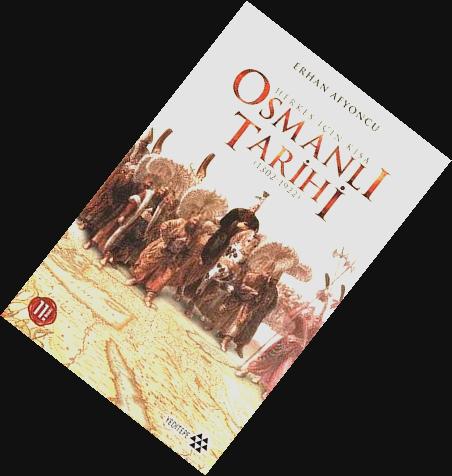 ERHAN AFYONCU
HERKES İÇİN KISA
OSMANLI
TARİHİ
(1302-1922)
YEDİTEPE